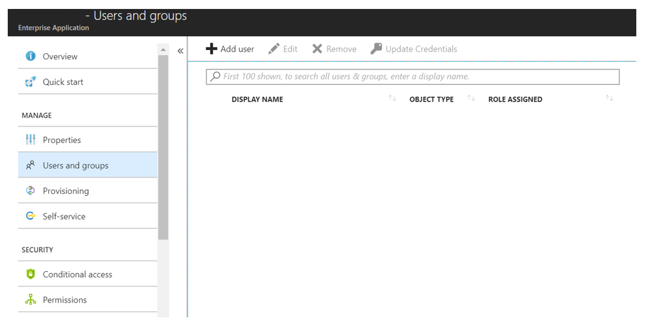 - Users and groups
Enterprise Application
Overview
Quick start
MANAGE
Properties
Users and groups
Provisioning
Self-service
SECURITY
Conditional access
Permissions
«
Add user Edit Remove Update Credentials
First 100 shown, to search all users & groups, enter a display name.
DISPLAY NAME OBJECT TYPE ROLE ASSIGNED